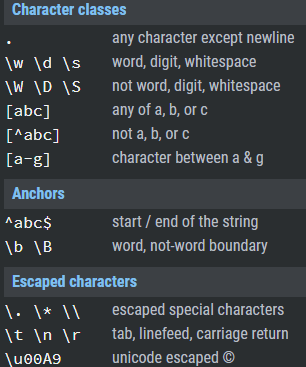 Character classes
. any character except newline
\w \d \s word, digit, whitespace
\W \D \S not word, digit, whitespace
[abc] any of a, b, or c
[^abc] not a, b, or c
[a-g] character between a & g
Anchors
^abc$ start / end of the string
\b \B word, not-word boundary
Escaped characters
\. \* \\ escaped special characters
\t \n \r tab, linefeed, carriage return
\u00A9 unicode escaped ©